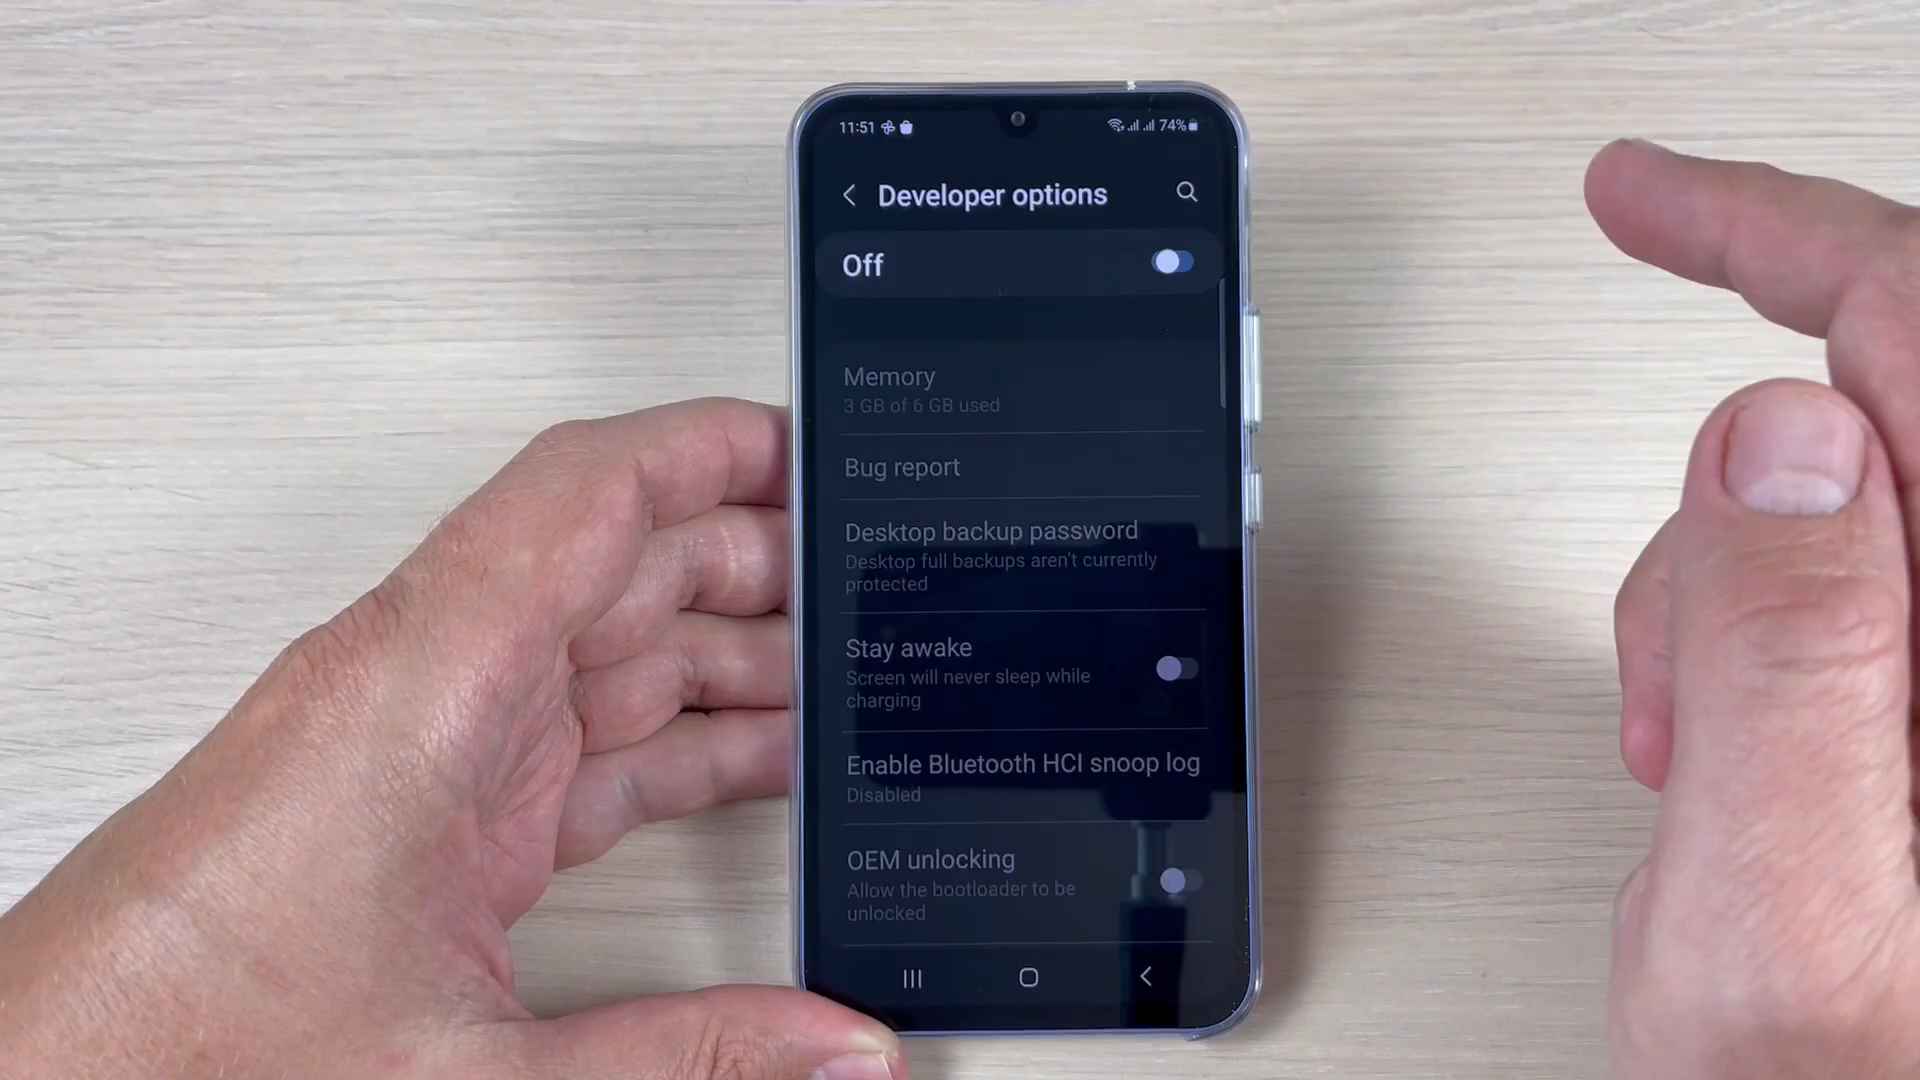 11:51
74%
Developer options
Off
Memory
3 GB of 6 GB used
Bug report
Desktop backup password
Desktop full backups aren't currently
protected
Stay awake
Screen will never sleep while
charging
Enable Bluetooth HCI snoop log
Disabled
OEM unlocking
Allow the bootloader to be
unlocked